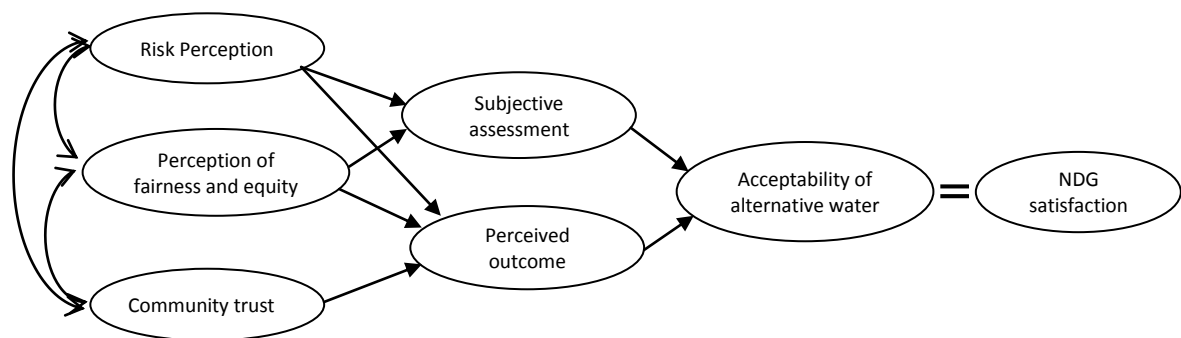 Risk Perception
Subjective
assessment
Perception of
fairness and equity
Acceptability of
alternative water
=
NDG
satisfaction
Perceived
outcome
Community trust